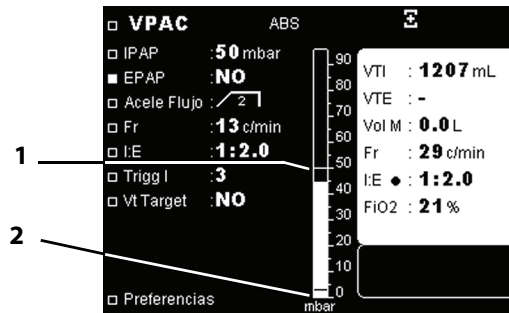 VPAC ABS
IPAP :50 mbar
EPAP :NO
Acele Flujo : 2
Fr :13 c/min
I:E :1:2.0
Trigg I :3
Vt Target :NO
Preferencias
1
2
90
80
70
60
50
40
30
20
10
0
mbar
VTI : 1207 mL
VTE : -
Vol M : 0.0 L
Fr : 29 c/min
I:E ● : 1:2.0
FiO2 : 21 %